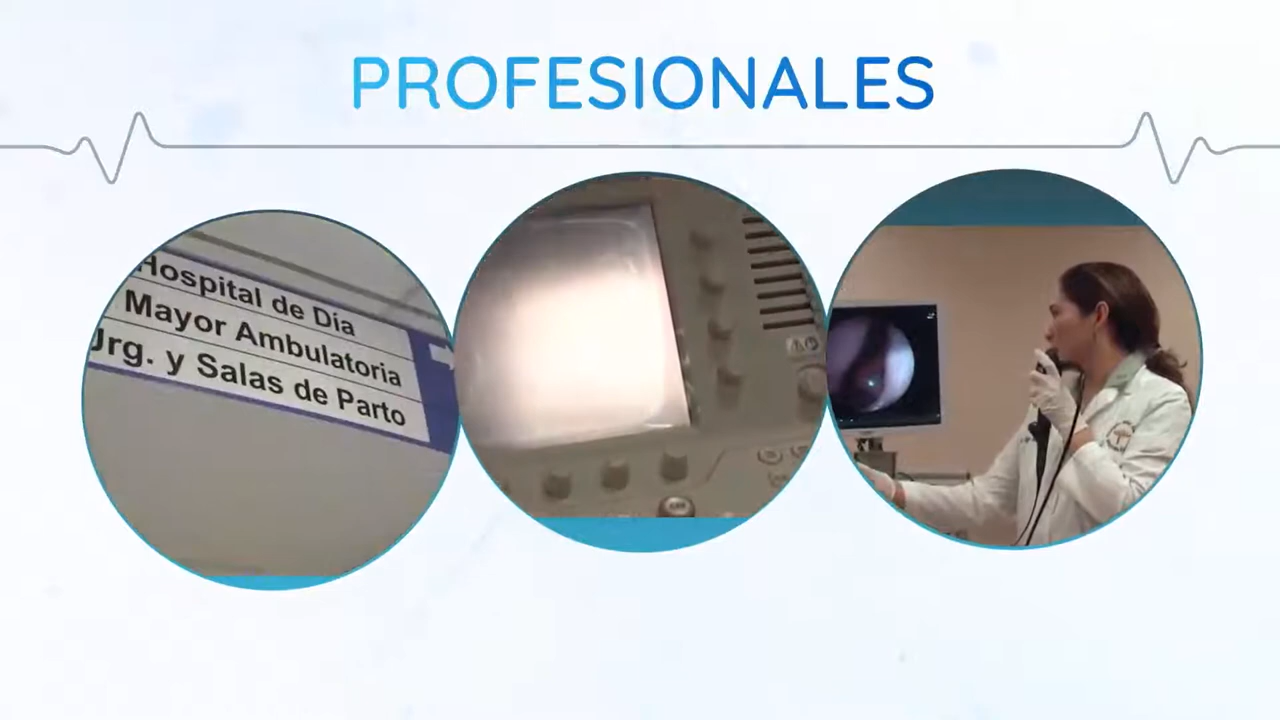 PROFESIONALES
Hospital de Día
Mayor Ambulatoria
Urg. y Salas de Parto